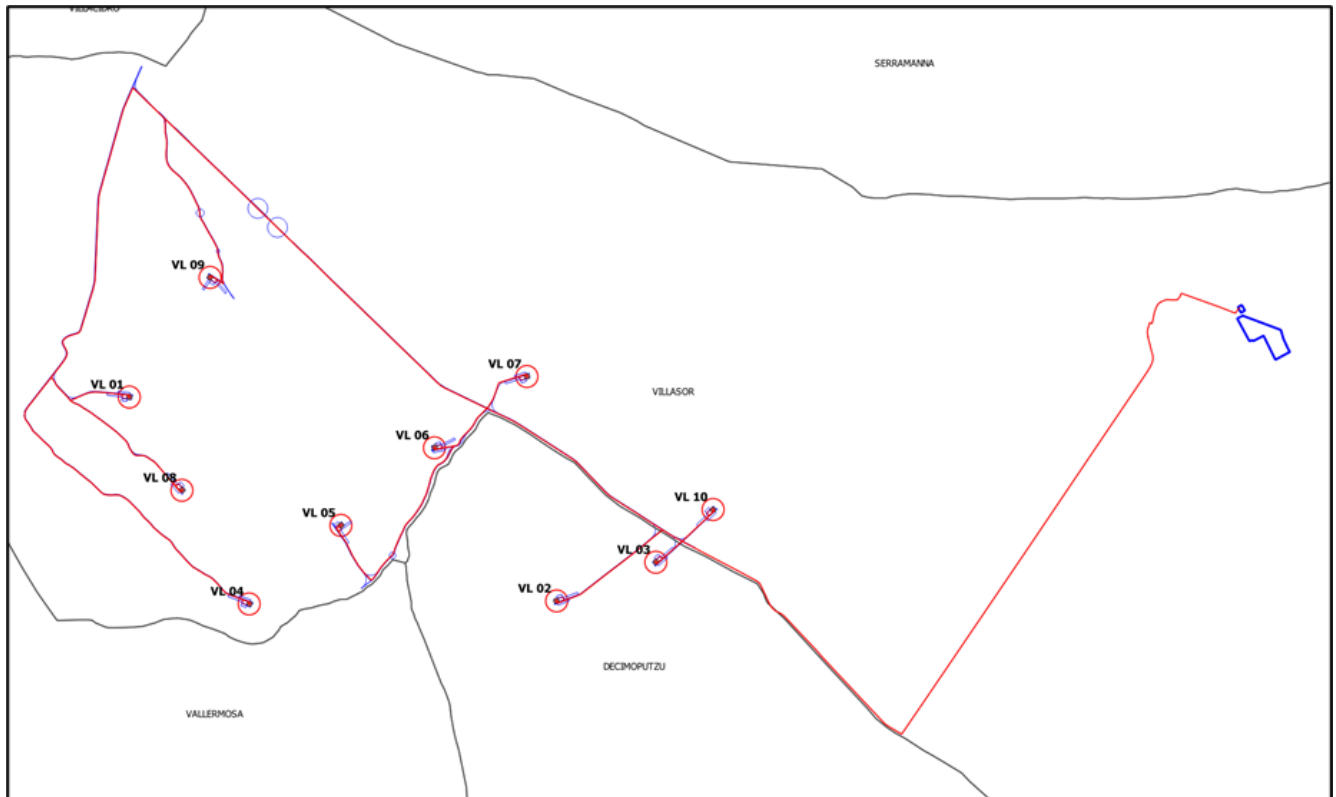 VILLACIDRO
SERRAMANNA
VL 09
VL 07
VL 01
VILLASOR
VL 06
VL 08
VL 10
VL 05
VL 03
VL 02
VL 04
DECIMOPUTZU
VALLERMOSA